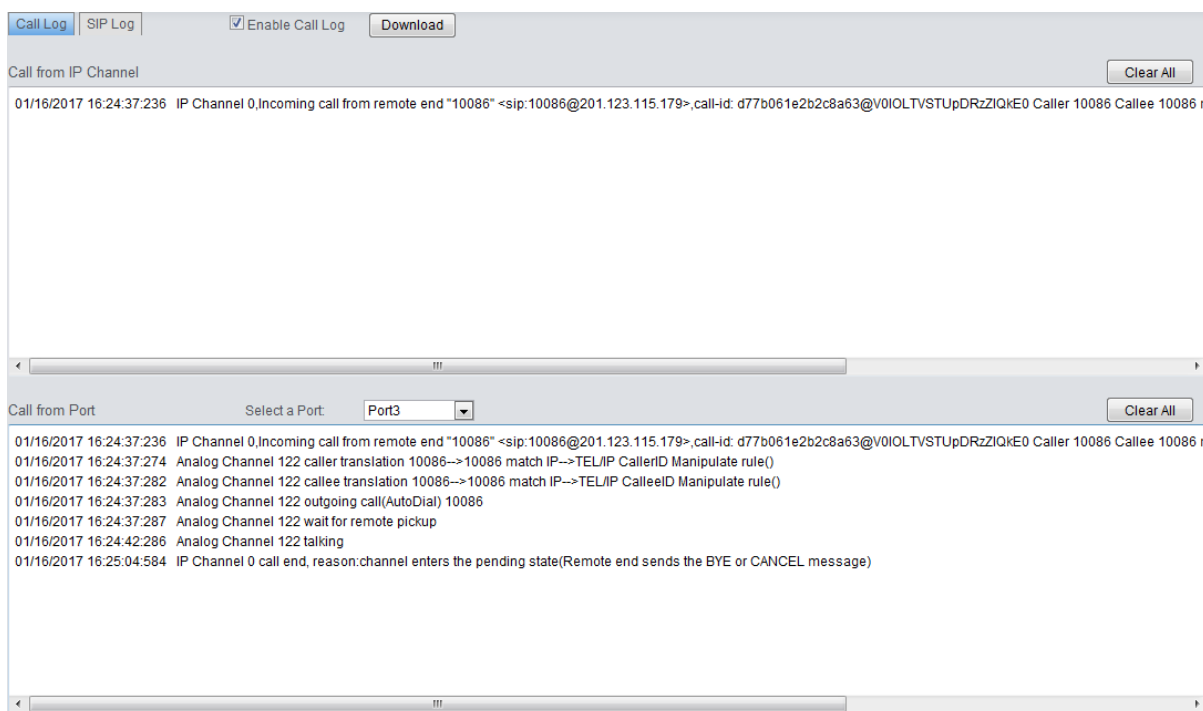 Call Log SIP Log Enable Call Log Download
Call from IP Channel Clear All
01/16/2017 16:24:37:236 IP Channel 0,Incoming call from remote end "10086" <sip:10086@201.123.115.179>,call-id: d77b061e2b2c8a63@V0lOLTVSTUpDRzZIQkE0 Caller 10086 Callee 10086
Call from Port Select a Port: Port3 Clear All
01/16/2017 16:24:37:236 IP Channel 0,Incoming call from remote end "10086" <sip:10086@201.123.115.179>,call-id: d77b061e2b2c8a63@V0lOLTVSTUpDRzZIQkE0 Caller 10086 Callee 10086
01/16/2017 16:24:37:274 Analog Channel 122 caller translation 10086-->10086 match IP-->TEL/IP CallerID Manipulate rule()
01/16/2017 16:24:37:282 Analog Channel 122 callee translation 10086-->10086 match IP-->TEL/IP CalleeID Manipulate rule()
01/16/2017 16:24:37:283 Analog Channel 122 outgoing call(AutoDial) 10086
01/16/2017 16:24:37:287 Analog Channel 122 wait for remote pickup
01/16/2017 16:24:42:286 Analog Channel 122 talking
01/16/2017 16:25:04:584 IP Channel 0 call end, reason:channel enters the pending state(Remote end sends the BYE or CANCEL message)